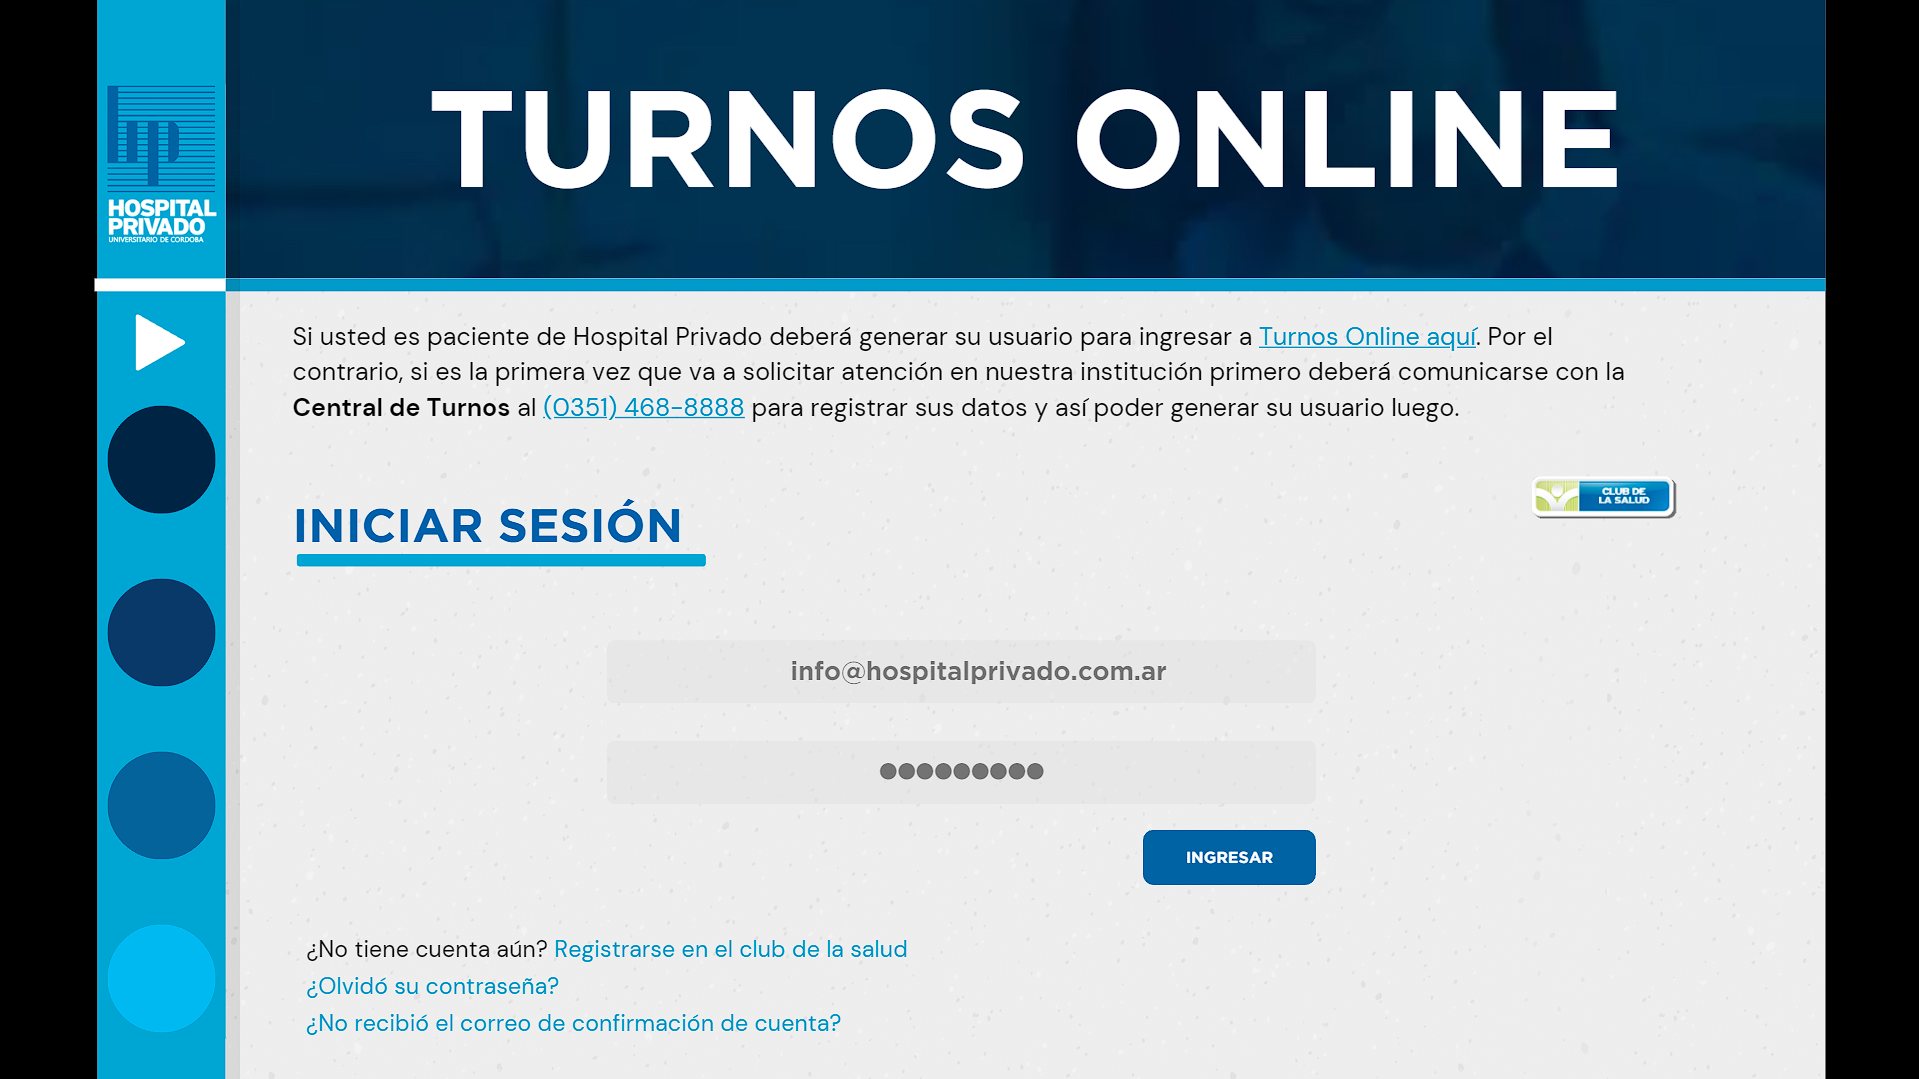 TURNOS ONLINE
hp
HOSPITAL
PRIVADO
UNIVERSITARIO DE CORDOBA
Si usted es paciente de Hospital Privado deberá generar su usuario para ingresar a Turnos Online aquí. Por el
contrario, si es la primera vez que va a solicitar atención en nuestra institución primero deberá comunicarse con la
Central de Turnos al (0351) 468-8888 para registrar sus datos y así poder generar su usuario luego.
CLUB DE
LA SALUD
INICIAR SESIÓN
info@hospitalprivado.com.ar
●●●●●●●●●
INGRESAR
¿No tiene cuenta aún? Registrarse en el club de la salud
¿Olvidó su contraseña?
¿No recibió el correo de confirmación de cuenta?